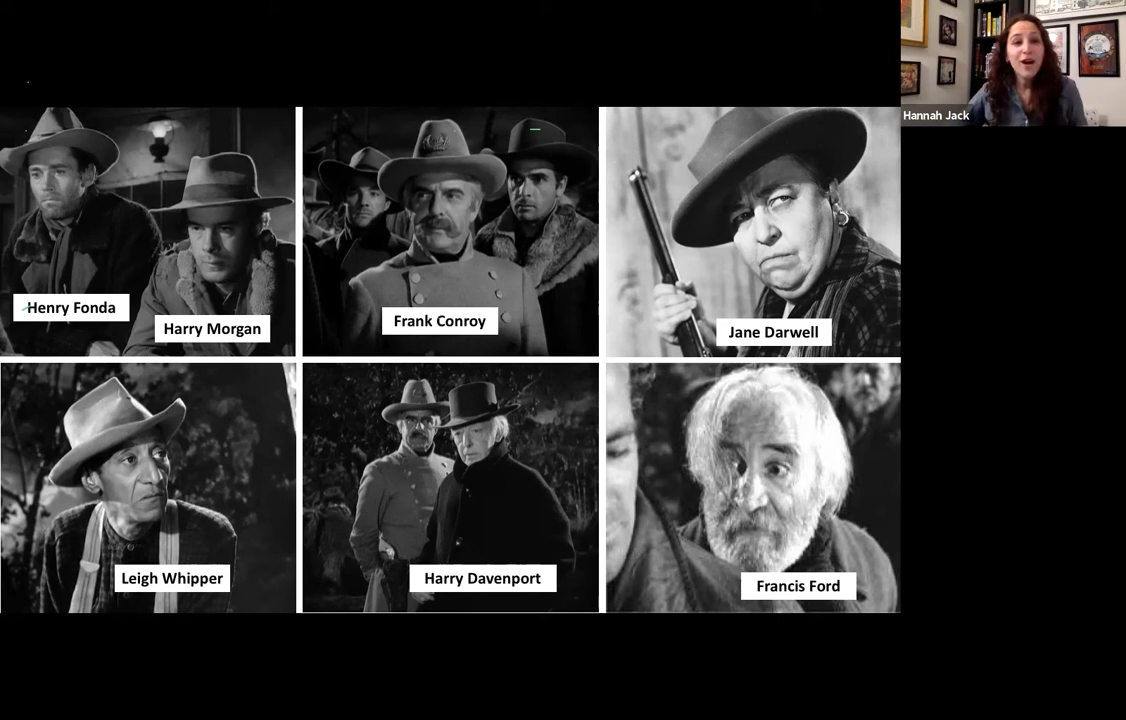 Hannah Jack
Henry Fonda
Harry Morgan
Frank Conroy
Jane Darwell
Leigh Whipper
Harry Davenport
Francis Ford